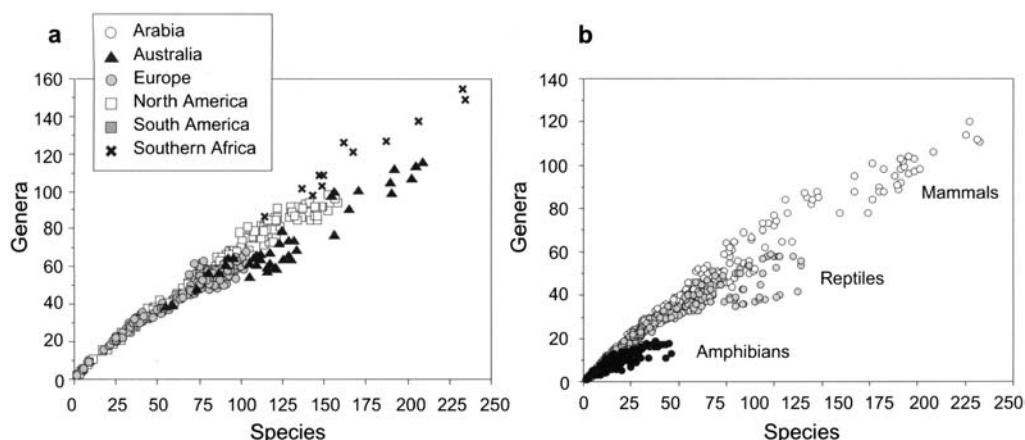 a
Arabia
Australia
Europe
North America
South America
Southern Africa
160
140
120
100
80
60
40
20
0
Genera
0 25 50 75 100 125 150 175 200 225 250
Species
b
140
120
100
80
60
40
20
0
Genera
Mammals
Reptiles
Amphibians
0 25 50 75 100 125 150 175 200 225 250
Species